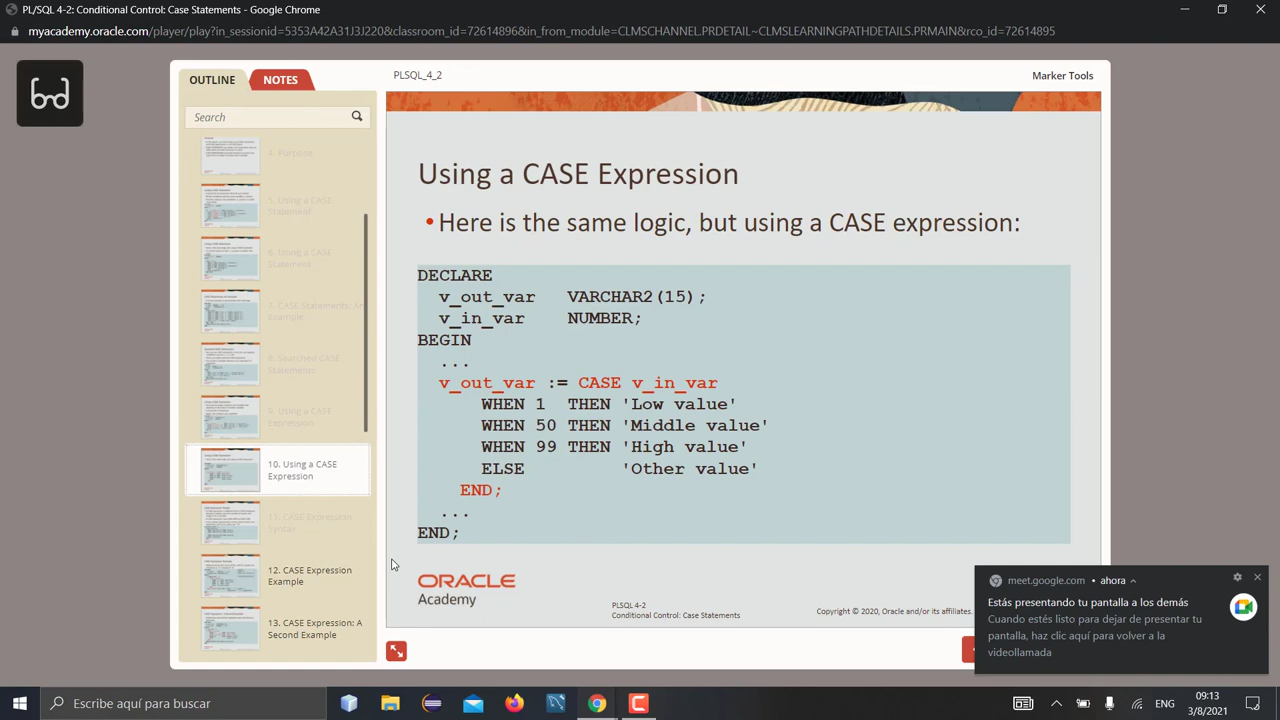 PL/SQL 4-2: Conditional Control: Case Statements - Google Chrome
myacademy.oracle.com/player/play?in_sessionid=5353A42A31J3J220&classroom_id=72614896&in_from_module=CLMSCHANNEL.PRDETAIL~CLMSLEARNINGPATHDETAILS.PRMAIN&rco_id=72614895
OUTLINE
NOTES
PLSQL_4_2
Marker Tools
Search
4. Purpose
5. Using a CASE
Statement
6. Using a CASE
Statement
7. CASE Statements: An
Example
8. Searched CASE
Statements
9. Using a CASE
Expression
10. Using a CASE
Expression
11. CASE Expression
Syntax
12. CASE Expression
Example
13. CASE Expression: A
Second Example
Using a CASE Expression
• Here is the same logic, but using a CASE expression:
DECLARE
v_out_var VARCHAR2(15);
v_in_var NUMBER;
BEGIN
...
v_out_var := CASE v_in_var
WHEN 1 THEN 'Low value'
WHEN 50 THEN 'Middle value'
WHEN 99 THEN 'High value'
ELSE 'Other value'
END;
...
END;
ORACLE
Academy
PLSQL 4-2
Conditional Control: Case Statements
Copyright © 2020, Oracle and/or its affiliates.
meet.google.com • ahora
Estás presentando tu pantalla a los demás
Cuando estés listo para dejar de presentar tu
pantalla, haz clic aquí para volver a la
videollamada
Escribe aquí para buscar
ENG
09:13
3/8/2021